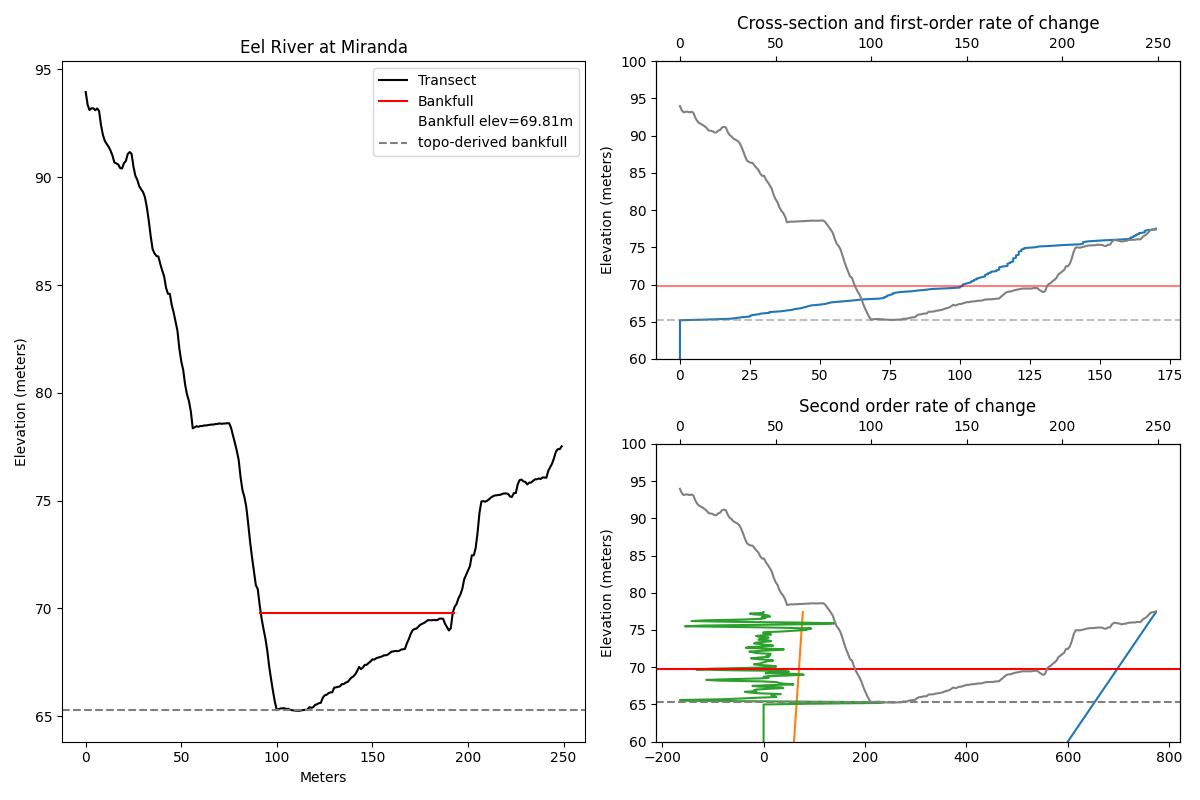 Eel River at Miranda
95
90
85
80
75
70
65
Elevation (meters)
0 50 100 150 200 250
Meters
Transect
Bankfull
Bankfull elev=69.81m
topo-derived bankfull
Cross-section and first-order rate of change
0 50 100 150 200 250
100
95
90
85
80
75
70
65
60
Elevation (meters)
0 25 50 75 100 125 150 175
Second order rate of change
0 50 100 150 200 250
100
95
90
85
80
75
70
65
60
Elevation (meters)
−200 0 200 400 600 800